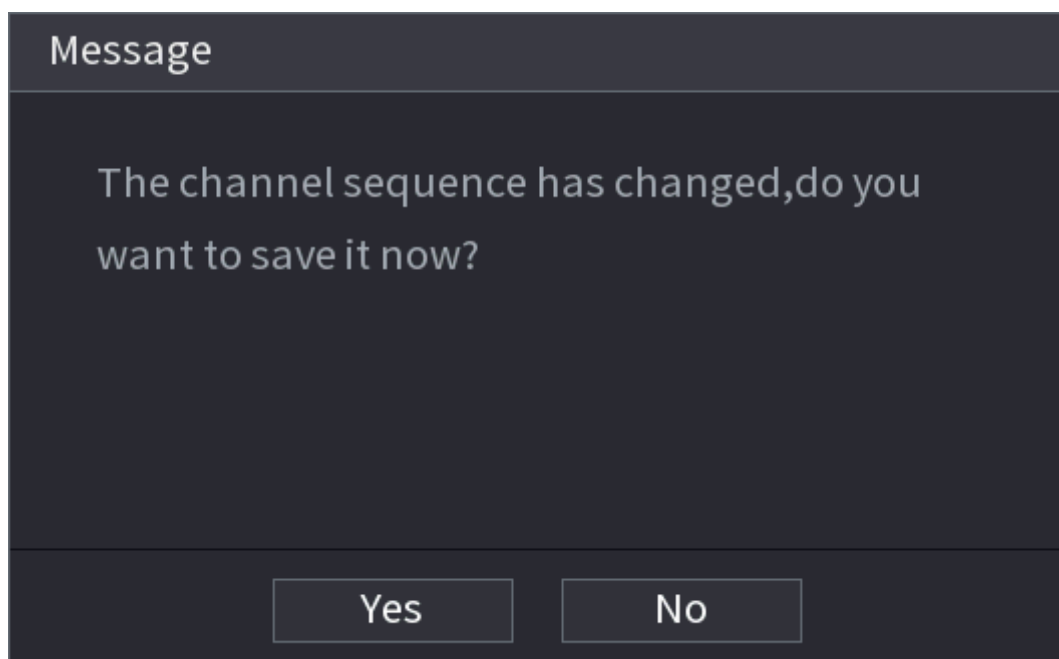 Message
The channel sequence has changed,do you
want to save it now?
Yes
No